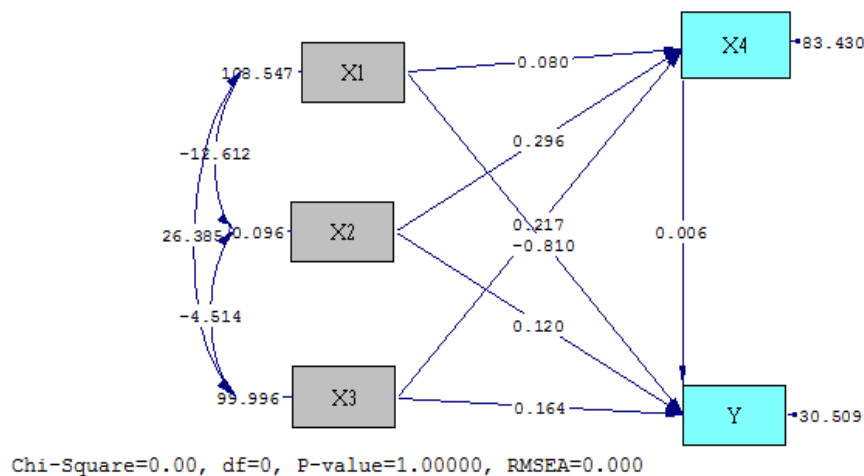 X4
83.430
108.547
X1
0.080
-12.612
0.296
26.385
0.096
X2
0.217
-0.810
0.006
-4.514
0.120
99.996
X3
0.164
Y
30.509
Chi-Square=0.00, df=0, P-value=1.00000, RMSEA=0.000